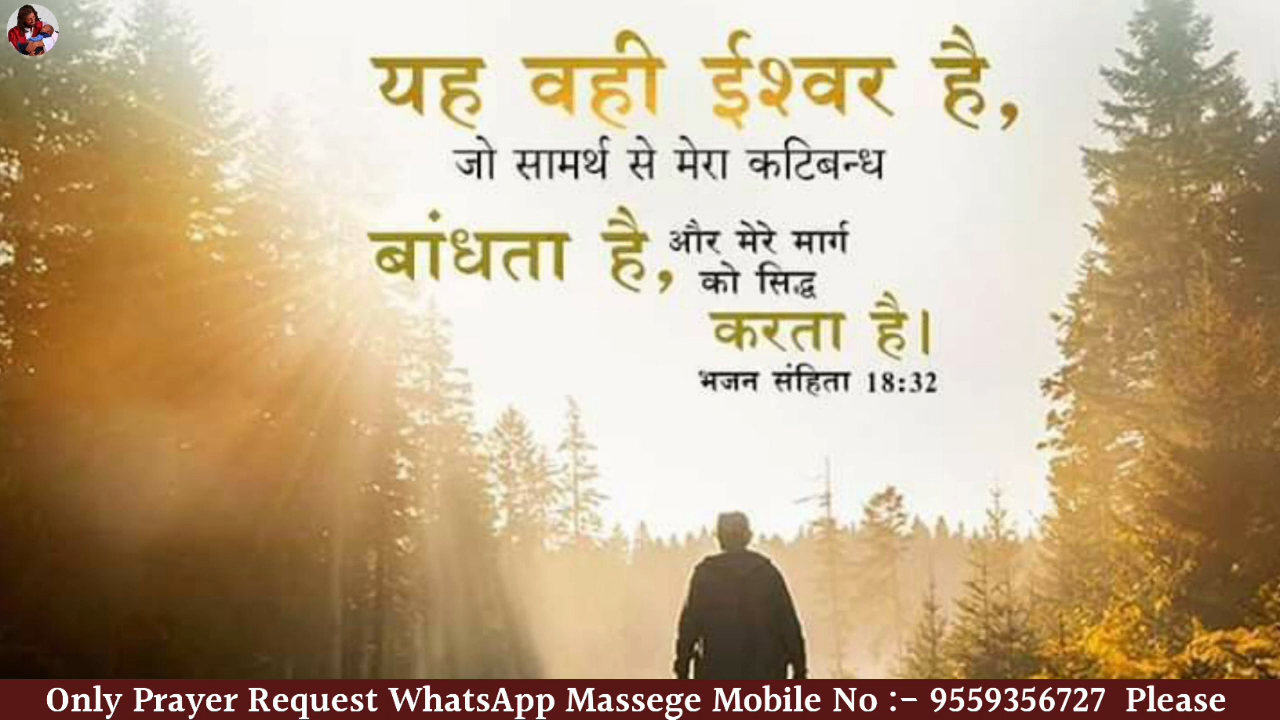 यह वही ईश्वर है,
जो सामर्थ से मेरा कटिबन्ध
बांधता है, और मेरे मार्ग
को सिद्ध
करता है।
भजन संहिता 18:32
Only Prayer Request WhatsApp Massege Mobile No :- 9559356727 Please